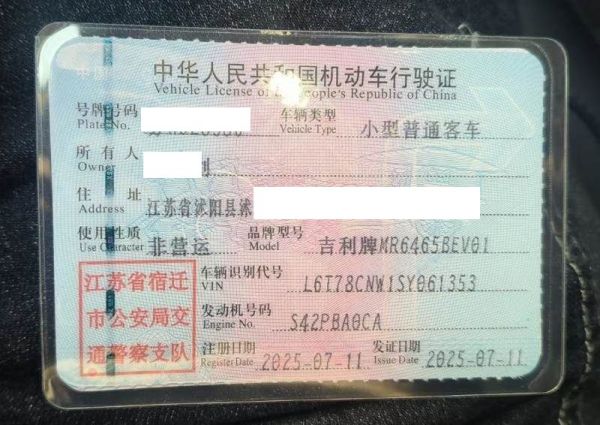 中华人民共和国机动车行驶证
Vehicle License of the People's Republic of China
号牌号码 车辆类型 小型普通客车
Plate No. Vehicle Type
所有人
Owner
住址 江苏省沭阳县沭
Address
使用性质 非营运 品牌型号 吉利牌MR6465BEV01
Use Character Model
江苏省宿迁
市公安局交
通警察支队
车辆识别代号 L6T78CNW1SY061353
VIN
发动机号码 S42PBA0CA
Engine No.
注册日期 2025-07-11 发证日期 2025-07-11
Register Date Issue Date